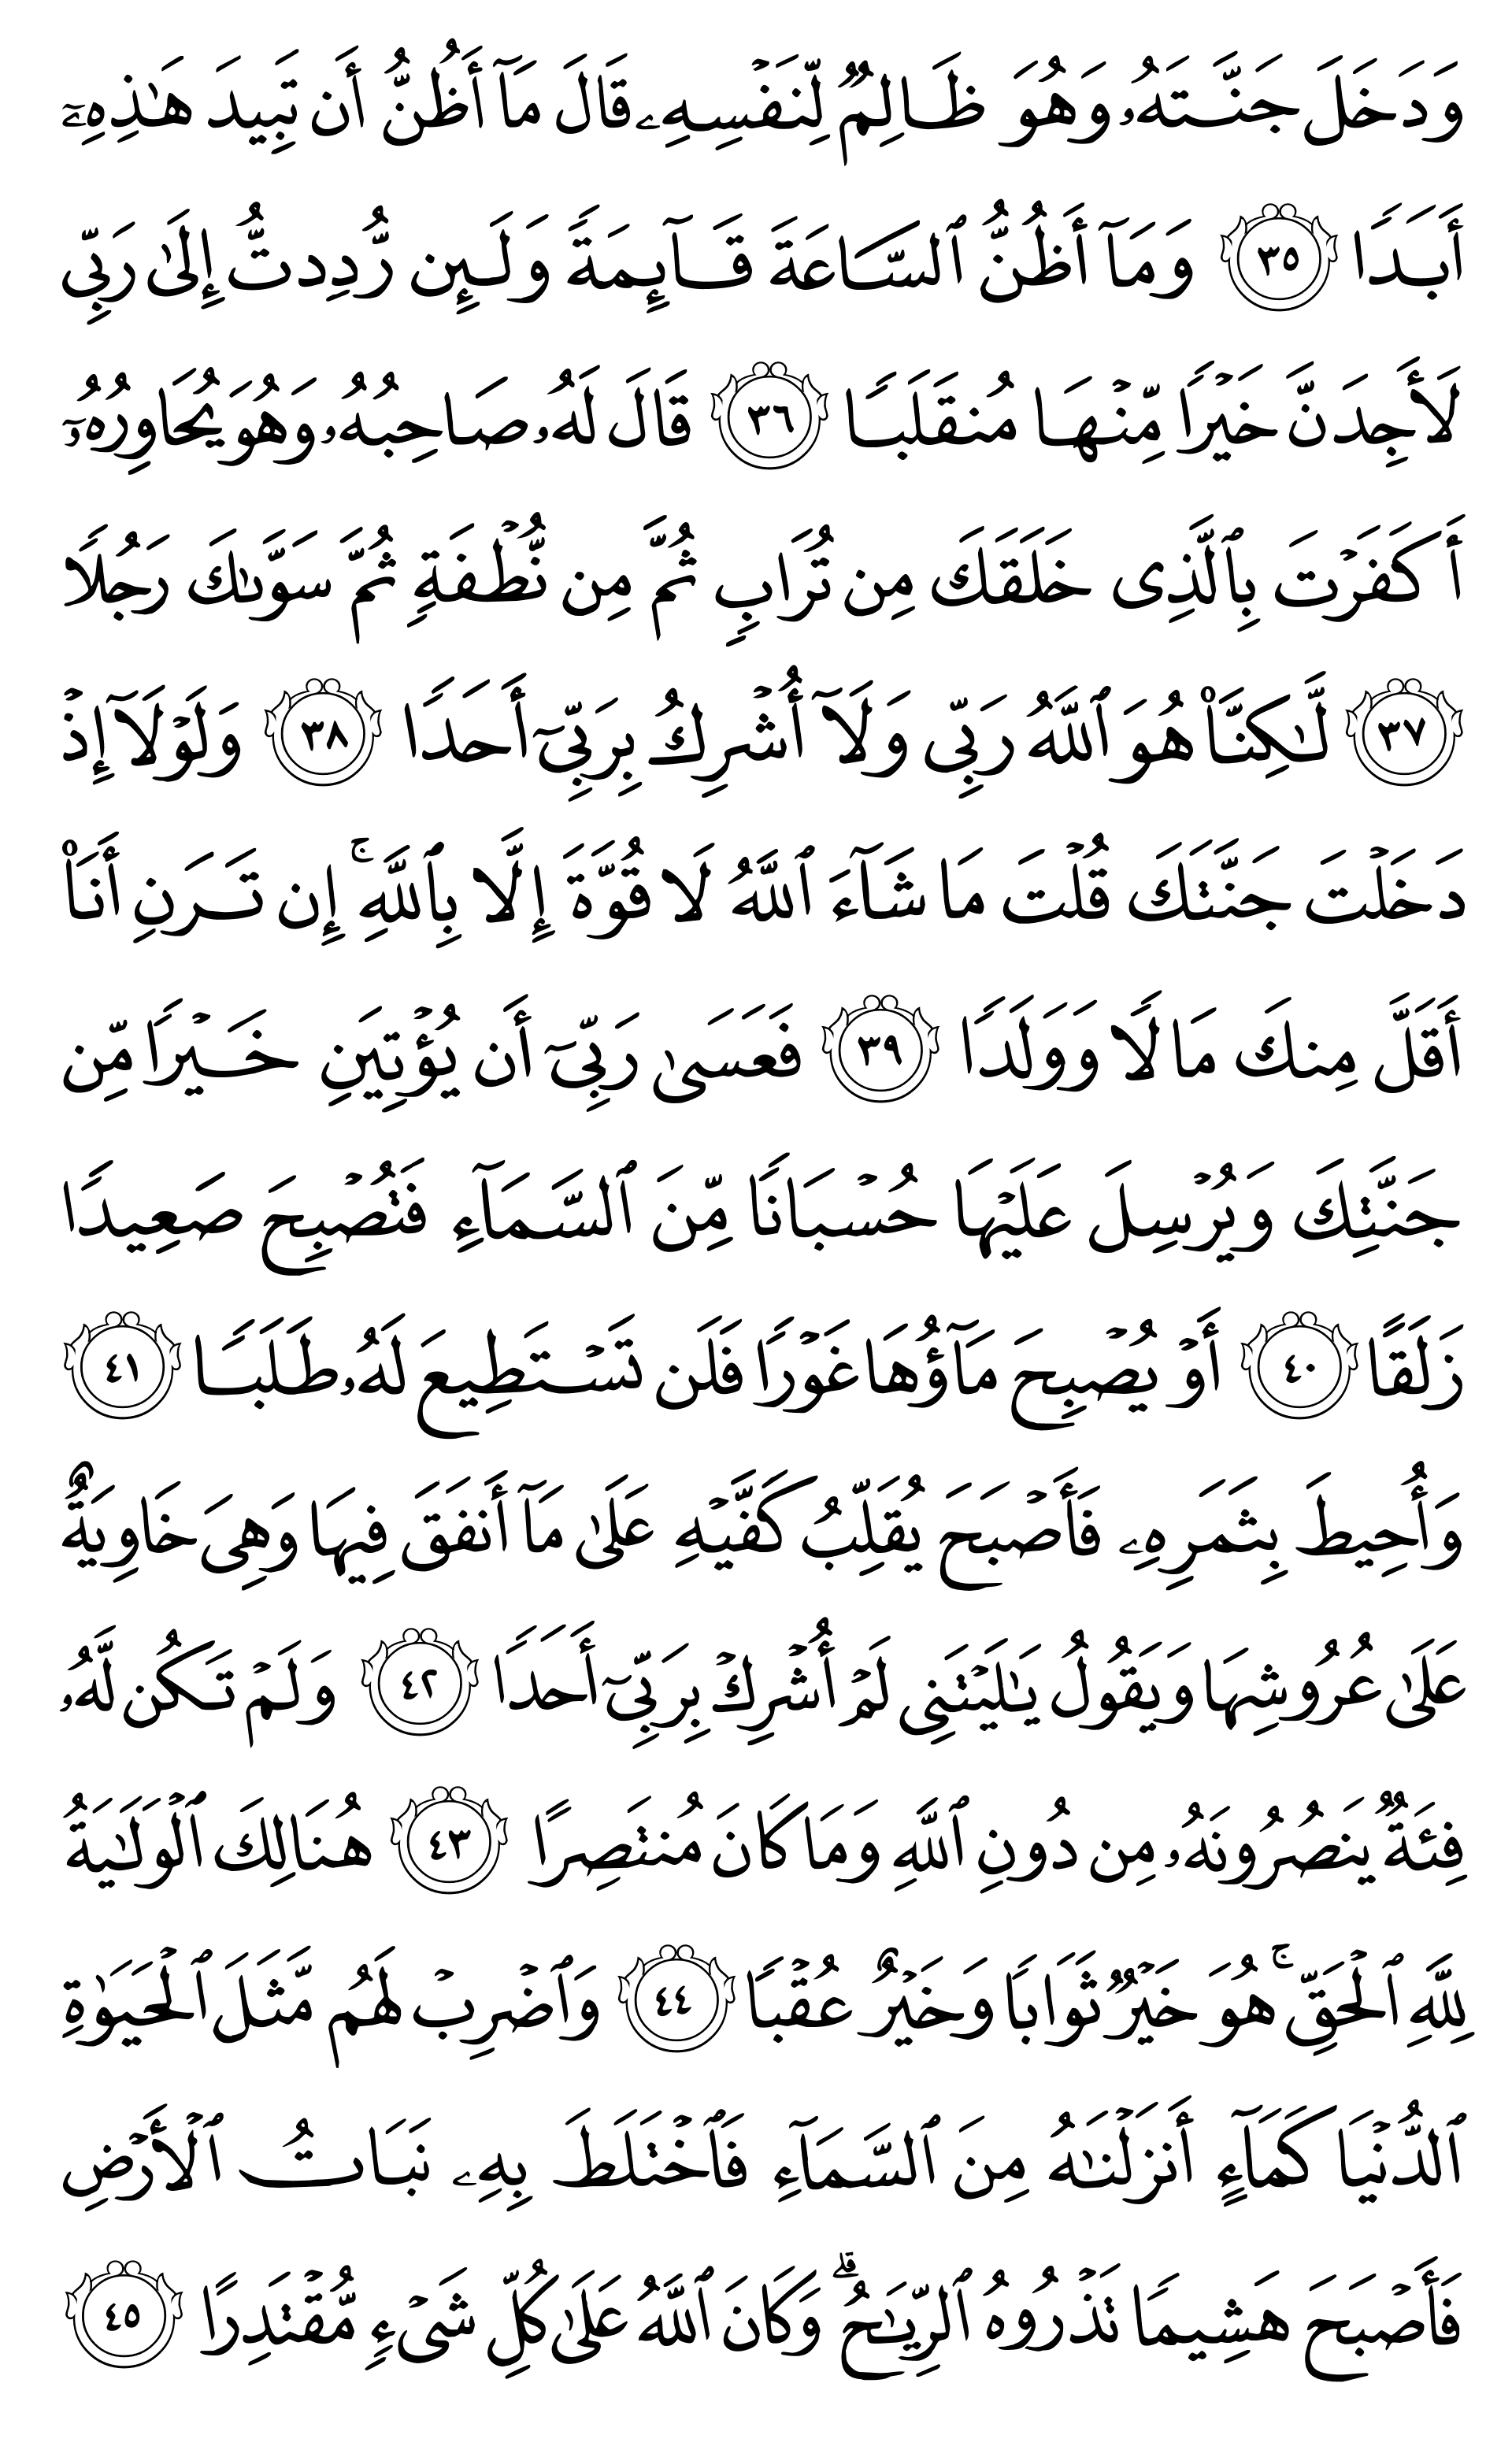 وَدَخَلَ جَنَّتَهُۥ وَهُوَ ظَالِمٌ لِّنَفْسِهِۦ قَالَ مَآ أَظُنُّ أَن تَبِيدَ هَٰذِهِۦٓ
أَبَدًا ٣٥ وَمَآ أَظُنُّ ٱلسَّاعَةَ قَآئِمَةً وَلَئِن رُّدِدتُّ إِلَىٰ رَبِّى
لَأَجِدَنَّ خَيْرًا مِّنْهَا مُنقَلَبًا ٣٦ قَالَ لَهُۥ صَاحِبُهُۥ وَهُوَ يُحَاوِرُهُۥٓ
أَكَفَرْتَ بِٱلَّذِى خَلَقَكَ مِن تُرَابٍ ثُمَّ مِن نُّطْفَةٍ ثُمَّ سَوَّىٰكَ رَجُلًا
٣٧ لَّٰكِنَّا۠ هُوَ ٱللَّهُ رَبِّى وَلَآ أُشْرِكُ بِرَبِّىٓ أَحَدًا ٣٨ وَلَوْلَآ إِذْ
دَخَلْتَ جَنَّتَكَ قُلْتَ مَا شَآءَ ٱللَّهُ لَا قُوَّةَ إِلَّا بِٱللَّهِۚ إِن تَرَنِ أَنَا۠
أَقَلَّ مِنكَ مَالًا وَوَلَدًا ٣٩ فَعَسَىٰ رَبِّىٓ أَن يُؤْتِيَنِ خَيْرًا مِّن
جَنَّتِكَ وَيُرْسِلَ عَلَيْهَا حُسْبَانًا مِّنَ ٱلسَّمَآءِ فَتُصْبِحَ صَعِيدًا
زَلَقًا ٤٠ أَوْ يُصْبِحَ مَآؤُهَا غَوْرًا فَلَن تَسْتَطِيعَ لَهُۥ طَلَبًا ٤١
وَأُحِيطَ بِثَمَرِهِۦ فَأَصْبَحَ يُقَلِّبُ كَفَّيْهِ عَلَىٰ مَآ أَنفَقَ فِيهَا وَهِىَ خَاوِيَةٌ
عَلَىٰ عُرُوشِهَا وَيَقُولُ يَٰلَيْتَنِى لَمْ أُشْرِكْ بِرَبِّىٓ أَحَدًا ٤٢ وَلَمْ تَكُن لَّهُۥ
فِئَةٌ يَنصُرُونَهُۥ مِن دُونِ ٱللَّهِ وَمَا كَانَ مُنتَصِرًا ٤٣ هُنَالِكَ ٱلْوَلَٰيَةُ
لِلَّهِ ٱلْحَقِّۚ هُوَ خَيْرٌ ثَوَابًا وَخَيْرٌ عُقْبًا ٤٤ وَٱضْرِبْ لَهُم مَّثَلَ ٱلْحَيَوٰةِ
ٱلدُّنْيَا كَمَآءٍ أَنزَلْنَٰهُ مِنَ ٱلسَّمَآءِ فَٱخْتَلَطَ بِهِۦ نَبَاتُ ٱلْأَرْضِ
فَأَصْبَحَ هَشِيمًا تَذْرُوهُ ٱلرِّيَٰحُۗ وَكَانَ ٱللَّهُ عَلَىٰ كُلِّ شَىْءٍ مُّقْتَدِرًا ٤٥